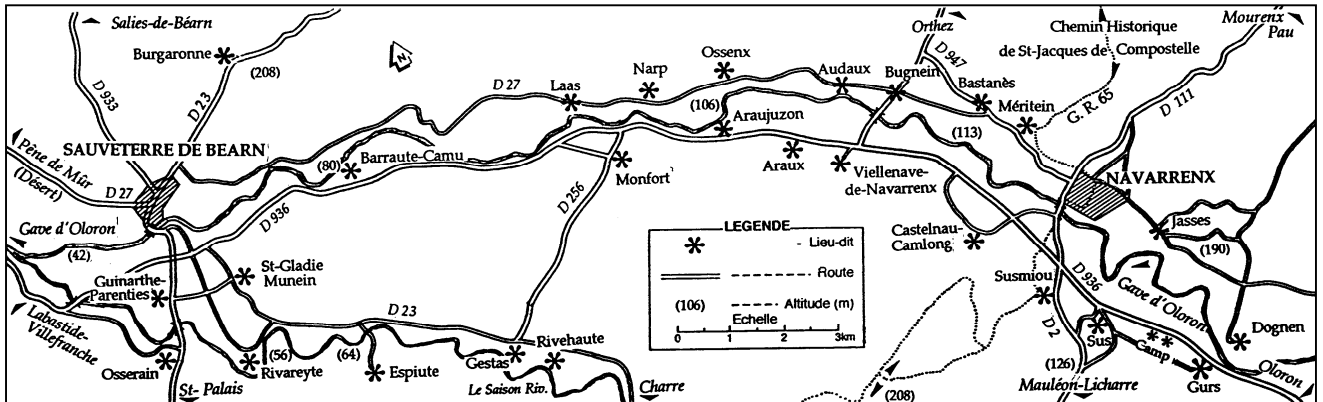 Salies-de-Béarn
Burgaronne
(208)
D 933
D 23
Pêne de Mûr
(Désert)
SAUVETERRE DE BEARN
D 27
Gave d'Oloron
(42)
Guinarthe-
Parenties
Labastide-
Villefranche
Osserain
St-Palais
St-Gladie
Munein
Rivareyte
(56)
(64)
Espiute
D 23
Gestas
Rivehaute
Le Saison Riv.
Charre
(80)
Barraute-Camu
D 936
D 256
N
D 27
Laas
Narp
Ossenx
(106)
Araujuzon
Monfort
Araux
Audaux
Viellenave-
de-Navarrenx
Orthez
D 947
Bugnein
Bastanès
Méritein
(113)
Chemin Historique
de St-Jacques de Compostelle
G. R. 65
D 111
Mourenx
Pau
NAVARRENX
Jasses
(190)
Castelnau-
Camlong
Susmiou
D 936
Gave d'Oloron
D 2
Sus
Camp
Gurs
Dognen
Oloron
(126)
Mauléon-Licharre
(208)
LEGENDE
Lieu-dit
Route
(106) Altitude (m)
Echelle
0 1 2 3km